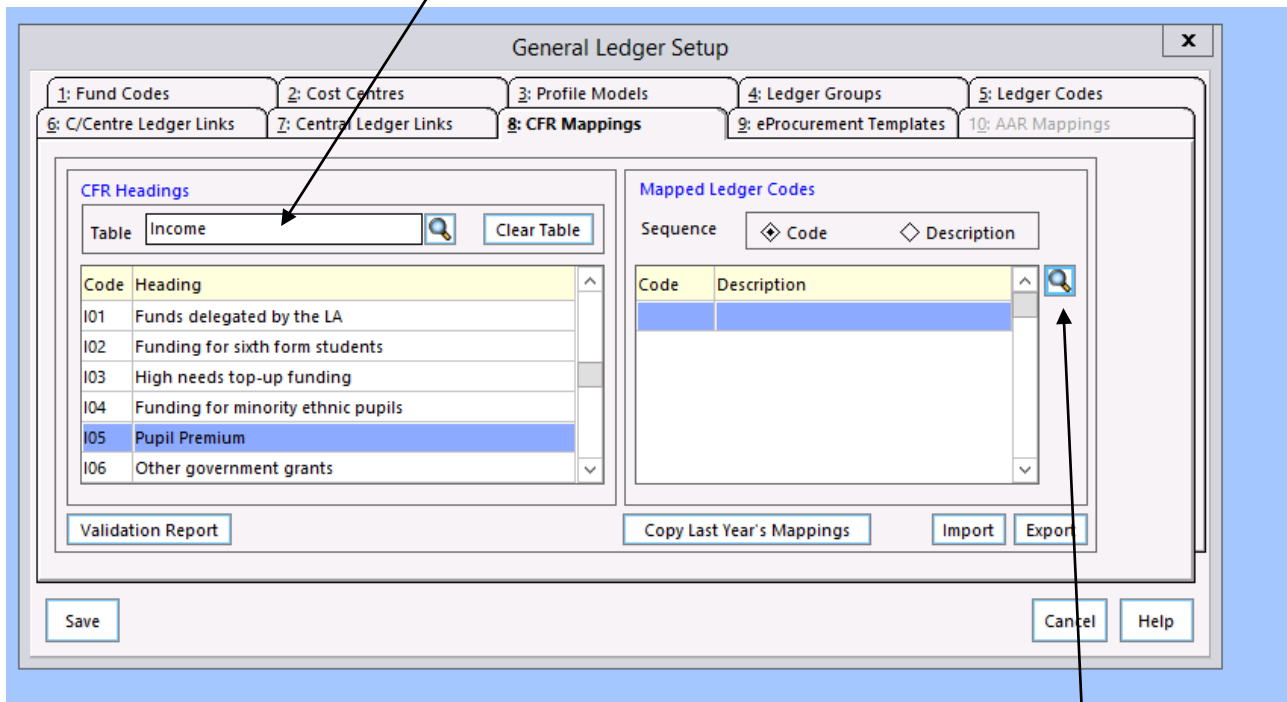 General Ledger Setup
x
1: Fund Codes 2: Cost Centres 3: Profile Models 4: Ledger Groups 5: Ledger Codes
6: C/Centre Ledger Links 7: Central Ledger Links 8: CFR Mappings 9: eProcurement Templates 10: AAR Mappings
CFR Headings
Table Income Clear Table
Code Heading
I01 Funds delegated by the LA
I02 Funding for sixth form students
I03 High needs top-up funding
I04 Funding for minority ethnic pupils
I05 Pupil Premium
I06 Other government grants
Validation Report
Mapped Ledger Codes
Sequence Code Description
Code Description
Copy Last Year's Mappings Import Export
Save Cancel Help